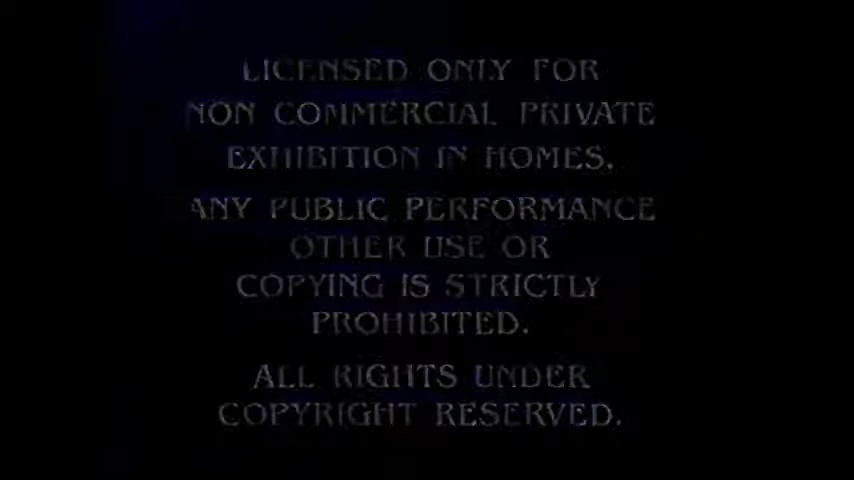 LICENSED ONLY FOR
NON COMMERCIAL PRIVATE
EXHIBITION IN HOMES.
ANY PUBLIC PERFORMANCE
OTHER USE OR
COPYING IS STRICTLY
PROHIBITED.
ALL RIGHTS UNDER
COPYRIGHT RESERVED.